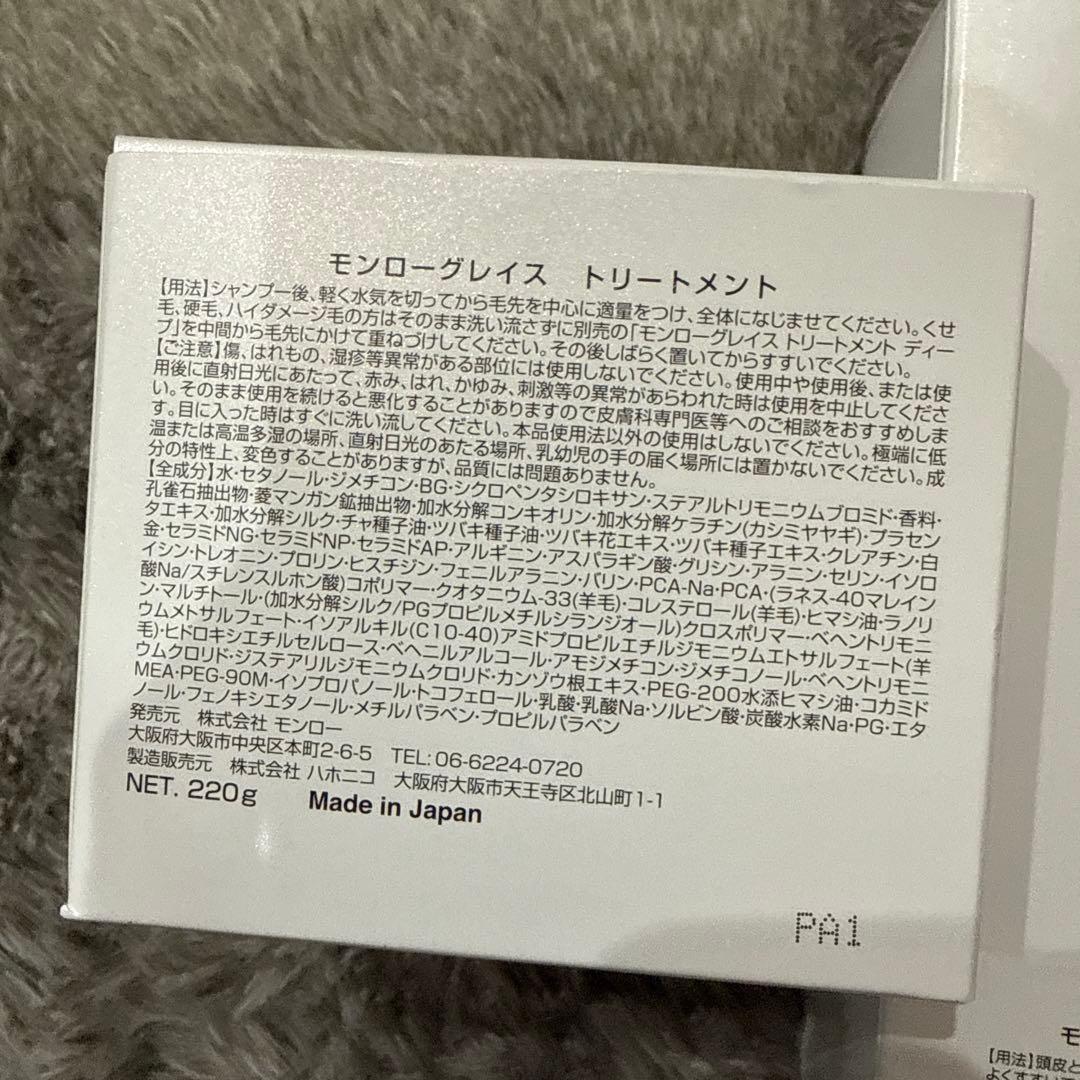 モンローグレイス　トリートメント
【用法】シャンプー後、軽く水気を切ってから毛先を中心に適量をつけ、全体になじませてください。くせ
毛、硬毛、ハイダメージ毛の方はそのまま洗い流さずに別売の「モンローグレイス トリートメント ディー
プ」を中間から毛先にかけて重ねづけしてください。その後しばらく置いてからすすいでください。
【ご注意】傷、はれもの、湿疹等異常がある部位には使用しないでください。使用中や使用後、または使
用後に直射日光にあたって、赤み、はれ、かゆみ、刺激等の異常があらわれた時は使用を中止してくださ
い。そのまま使用を続けると悪化することがありますので皮膚科専門医等へのご相談をおすすめしま
す。目に入った時はすぐに洗い流してください。本品使用法以外の使用はしないでください。極端に低
温または高温多湿の場所、直射日光のあたる場所、乳幼児の手の届く場所には置かないでください。成
分の特性上、変色することがありますが、品質には問題ありません。
【全成分】水・セタノール・ジメチコン・BG・シクロペンタシロキサン・ステアルトリモニウムブロミド・香料・
孔雀石抽出物・菱マンガン鉱抽出物・加水分解コンキオリン・加水分解ケラチン(カシミヤヤギ)・プラセン
タエキス・加水分解シルク・チャ種子油・ツバキ種子油・ツバキ花エキス・ツバキ種子エキス・クレアチン・白
金・セラミドNG・セラミドNP・セラミドAP・アルギニン・アスパラギン酸・グリシン・アラニン・セリン・イソロ
イシン・トレオニン・プロリン・ヒスチジン・フェニルアラニン・バリン・PCA-Na・PCA・(ラネス-40マレイン
酸Na/スチレンスルホン酸)コポリマー・クオタニウム-33(羊毛)・コレステロール(羊毛)・ヒマシ油・ラノリ
ン・マルチトール・(加水分解シルク/PGプロピルメチルシランジオール)クロスポリマー・ベヘントリモニ
ウムメトサルフェート・イソアルキル(C10-40)アミドプロピルエチルジモニウムエトサルフェート(羊
毛)・ヒドロキシエチルセルロース・ベヘニルアルコール・アモジメチコン・ジメチコノール・ベヘントリモニ
ウムクロリド・ジステアリルジモニウムクロリド・カンゾウ根エキス・PEG-200水添ヒマシ油・コカミド
MEA・PEG-90M・イソプロパノール・トコフェロール・乳酸・乳酸Na・ソルビン酸・炭酸水素Na・PG・エタ
ノール・フェノキシエタノール・メチルパラベン・プロピルパラベン
発売元　株式会社 モンロー
大阪府大阪市中央区本町2-6-5　TEL: 06-6224-0720
製造販売元　株式会社 ハホニコ　大阪府大阪市天王寺区北山町1-1
NET. 220g　Made in Japan
PA1
モ
【用法】頭皮と
よくすすい